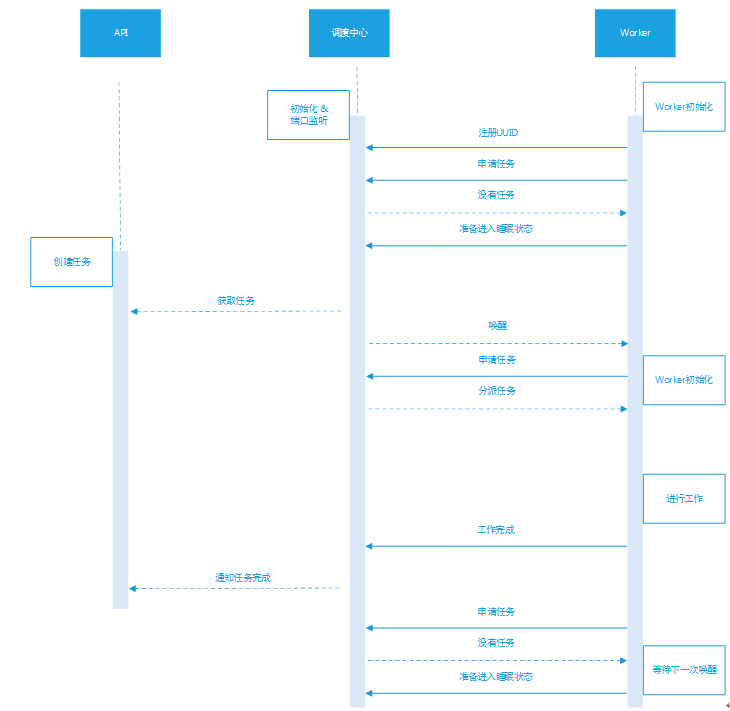 API
调度中心
Worker
初始化 &
端口监听
Worker初始化
注册UUID
申请任务
没有任务
准备进入睡眠状态
创建任务
获取任务
唤醒
申请任务
Worker初始化
分派任务
进行工作
工作完成
通知任务完成
申请任务
没有任务
等待下一次唤醒
准备进入睡眠状态